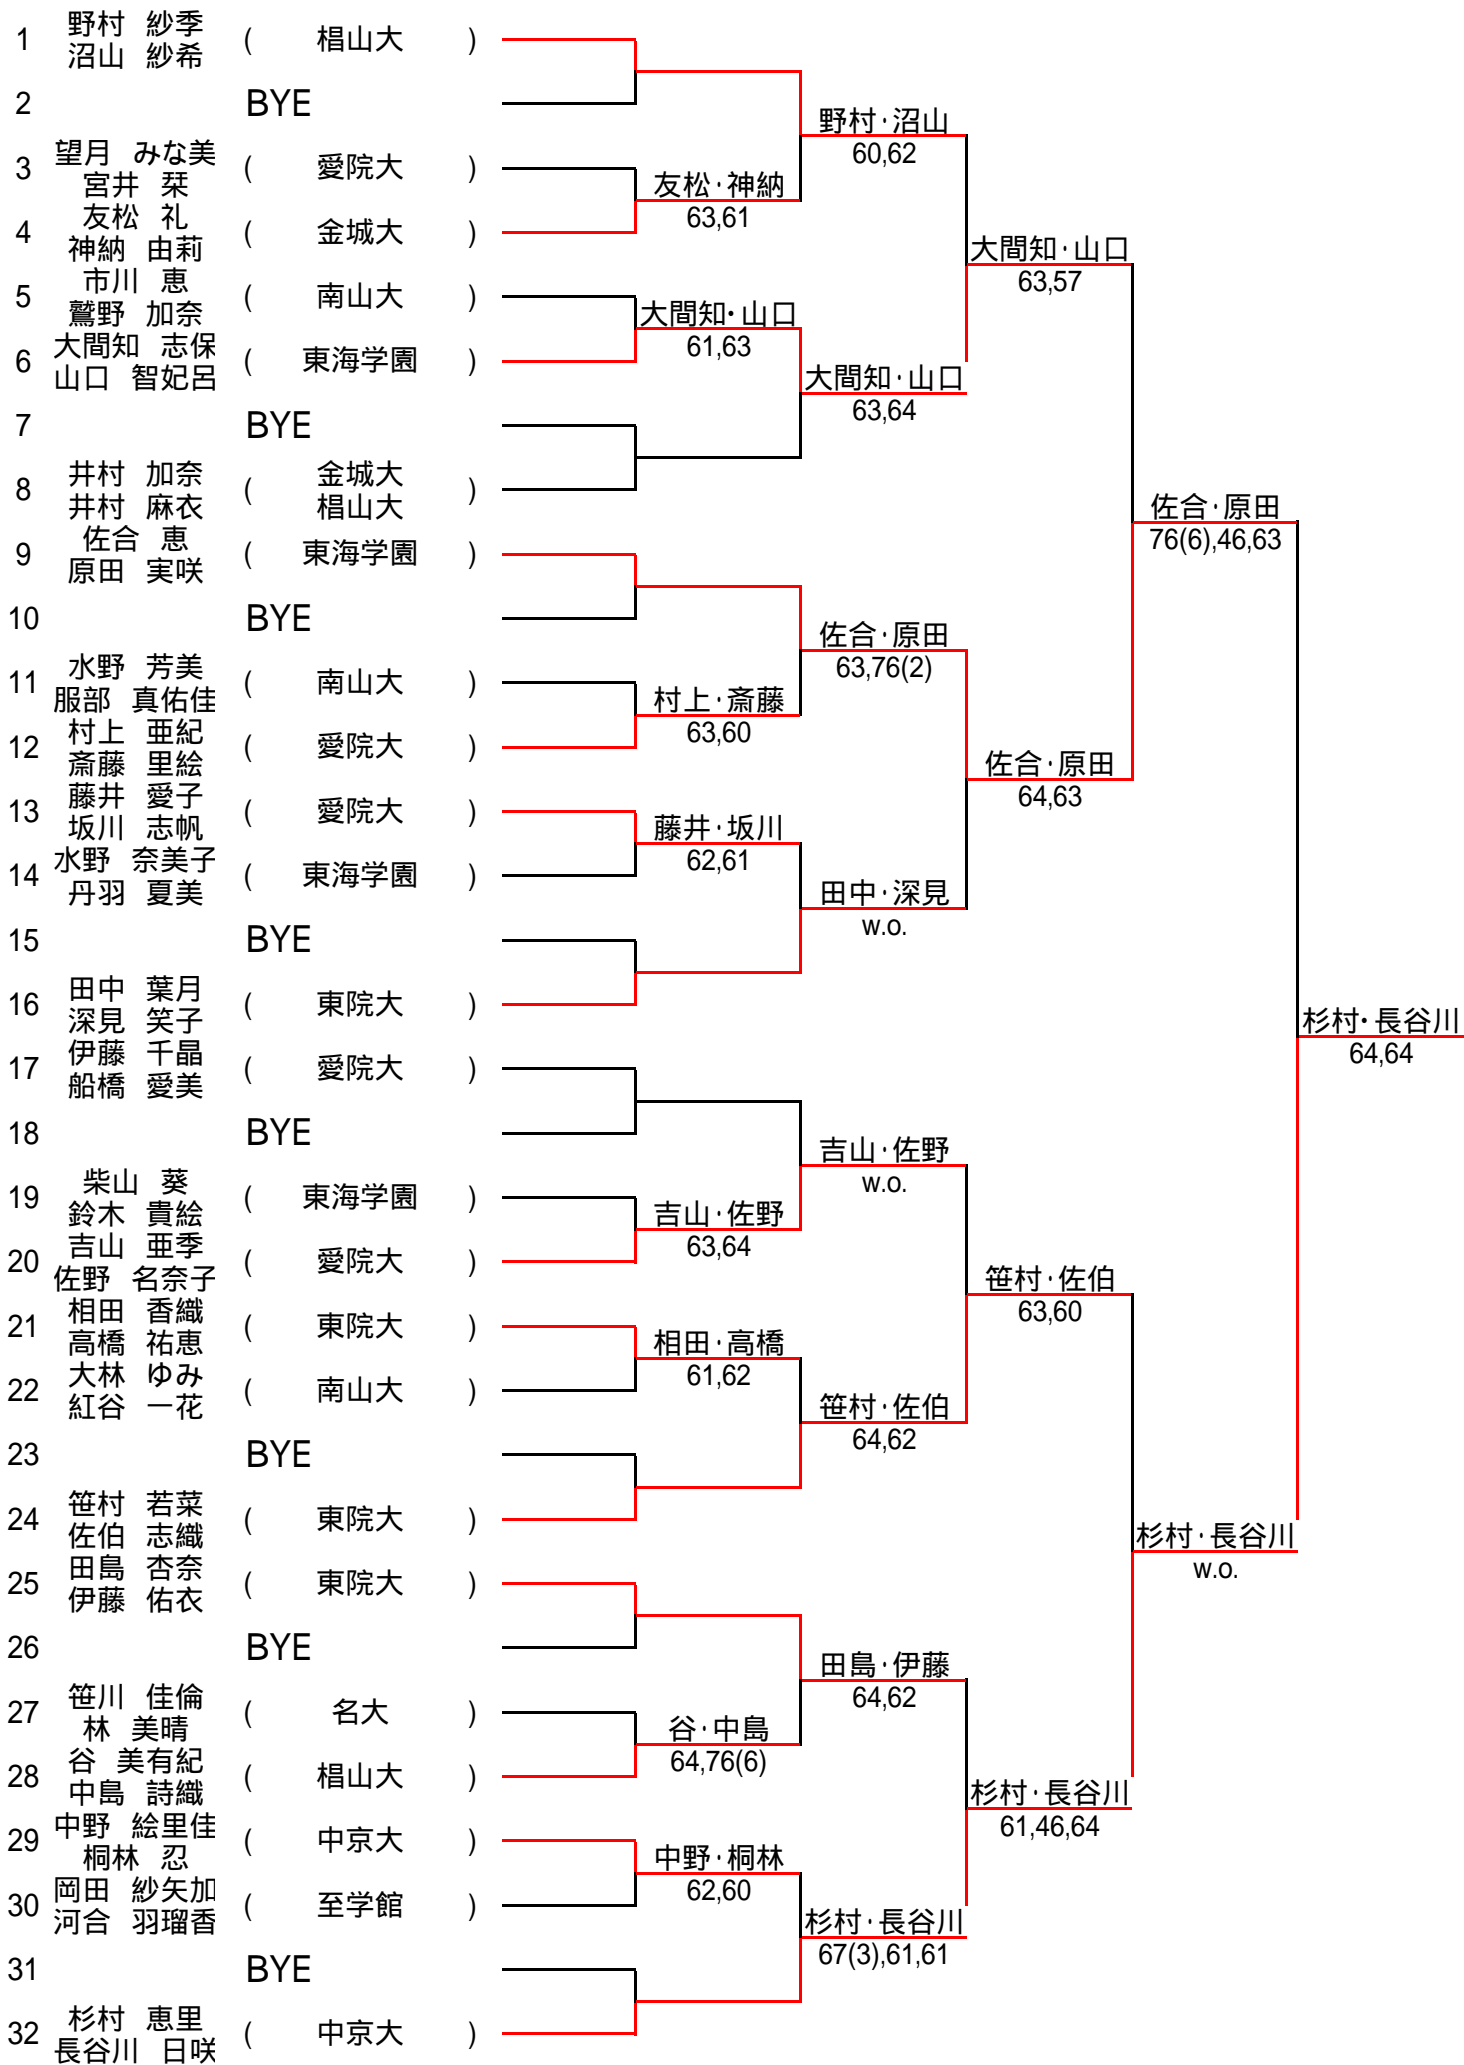 1 野村 紗季 ( 椙山大 )
沼山 紗希
2 BYE
野村・沼山
60,62
3 望月 みな美 ( 愛院大 )
宮井 栞
友松・神納
63,61
4 友松 礼 ( 金城大 )
神納 由莉
大間知・山口
63,57
5 市川 恵 ( 南山大 )
鷲野 加奈
大間知・山口
61,63
6 大間知 志保 ( 東海学園 )
山口 智妃呂
大間知・山口
63,64
7 BYE
8 井村 加奈 ( 金城大 )
井村 麻衣 椙山大
佐合・原田
76(6),46,63
9 佐合 恵 ( 東海学園 )
原田 実咲
10 BYE
佐合・原田
63,76(2)
11 水野 芳美 ( 南山大 )
服部 真佑佳
村上・斎藤
63,60
12 村上 亜紀 ( 愛院大 )
斎藤 里絵
佐合・原田
64,63
13 藤井 愛子 ( 愛院大 )
坂川 志帆
藤井・坂川
62,61
14 水野 奈美子 ( 東海学園 )
丹羽 夏美
田中・深見
w.o.
15 BYE
16 田中 葉月 ( 東院大 )
深見 笑子
杉村・長谷川
64,64
17 伊藤 千晶 ( 愛院大 )
船橋 愛美
18 BYE
吉山・佐野
w.o.
19 柴山 葵 ( 東海学園 )
鈴木 貴絵
吉山・佐野
63,64
20 吉山 亜季 ( 愛院大 )
佐野 名奈子
笹村・佐伯
63,60
21 相田 香織 ( 東院大 )
高橋 祐恵
相田・高橋
61,62
22 大林 ゆみ ( 南山大 )
紅谷 一花
笹村・佐伯
64,62
23 BYE
24 笹村 若菜 ( 東院大 )
佐伯 志織
杉村・長谷川
w.o.
25 田島 杏奈 ( 東院大 )
伊藤 佑衣
26 BYE
田島・伊藤
64,62
27 笹川 佳倫 ( 名大 )
林 美晴
谷・中島
64,76(6)
28 谷 美有紀 ( 椙山大 )
中島 詩織
杉村・長谷川
61,46,64
29 中野 絵里佳 ( 中京大 )
桐林 忍
中野・桐林
62,60
30 岡田 紗矢加 ( 至学館 )
河合 羽瑠香
杉村・長谷川
67(3),61,61
31 BYE
32 杉村 恵里 ( 中京大 )
長谷川 日咲